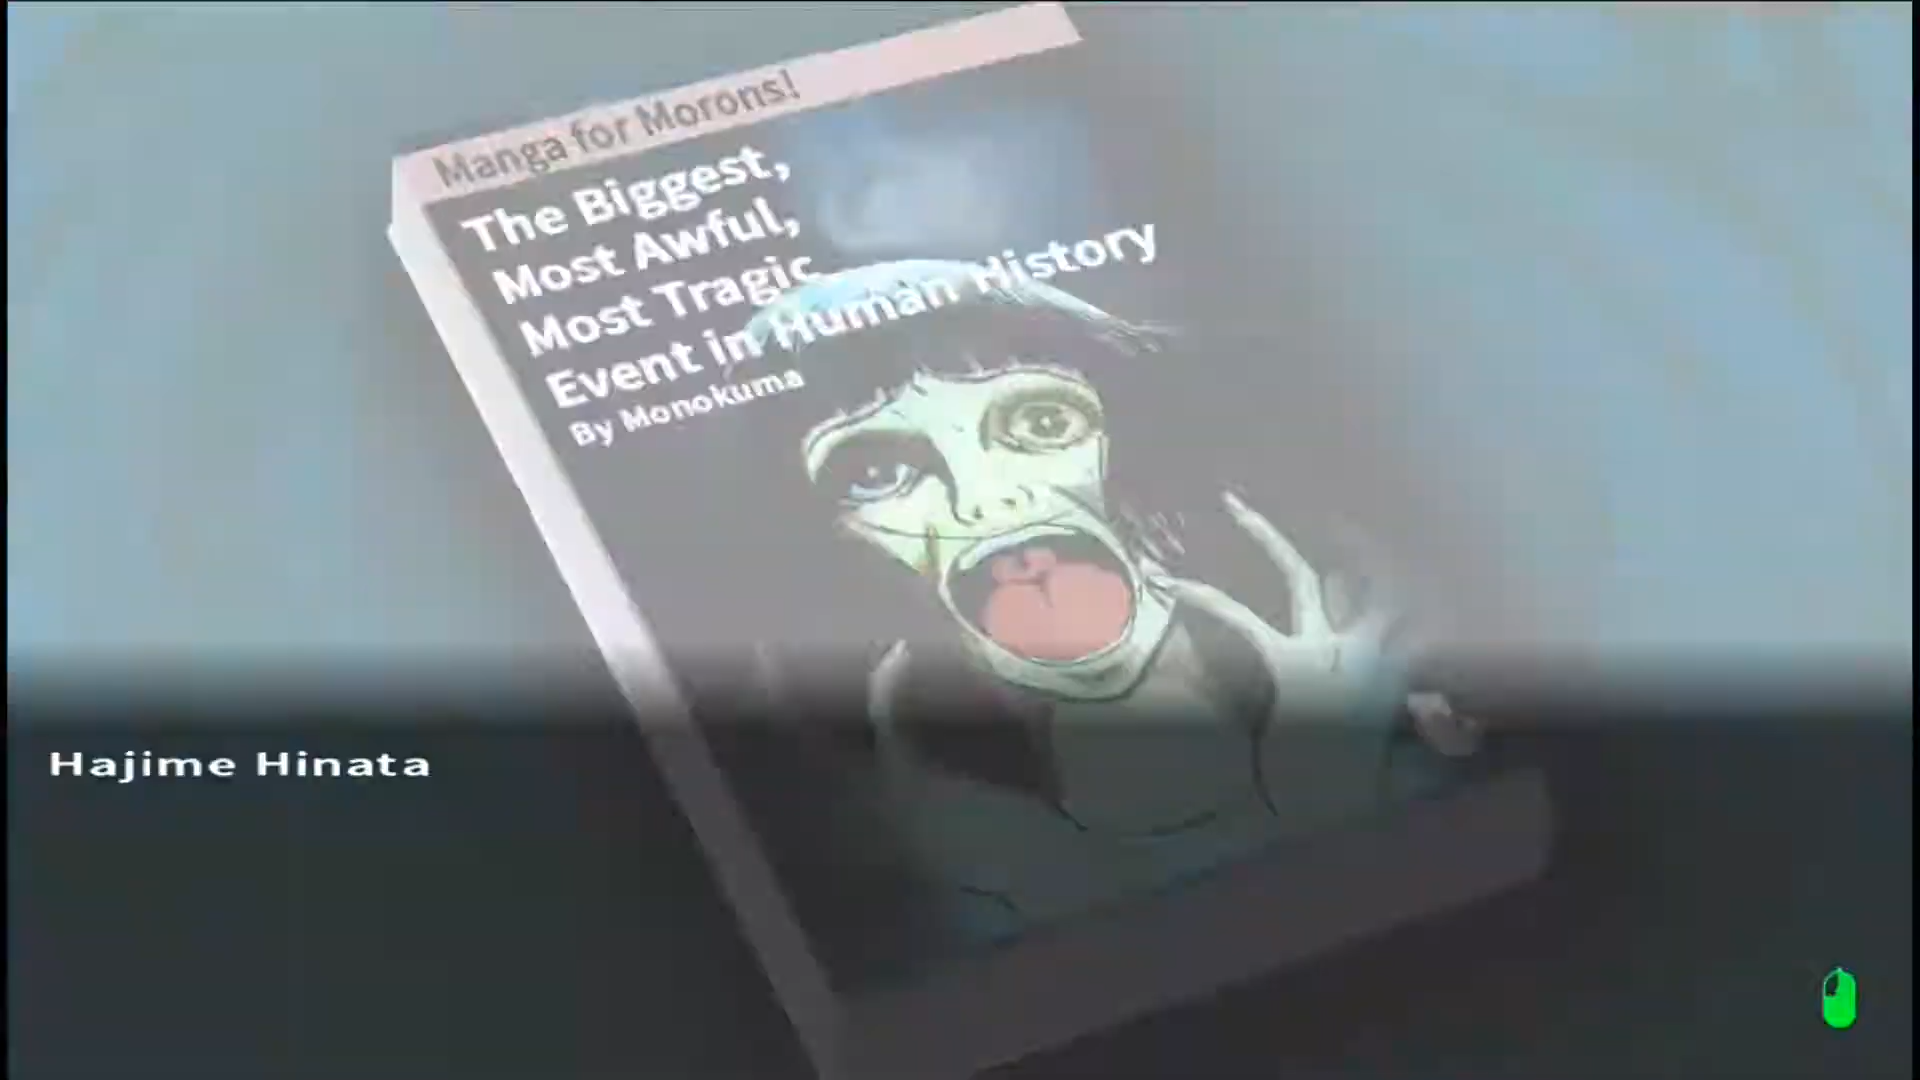 Manga for Morons!
The Biggest,
Most Awful,
Most Tragic
Event in Human History
By Monokuma
Hajime Hinata